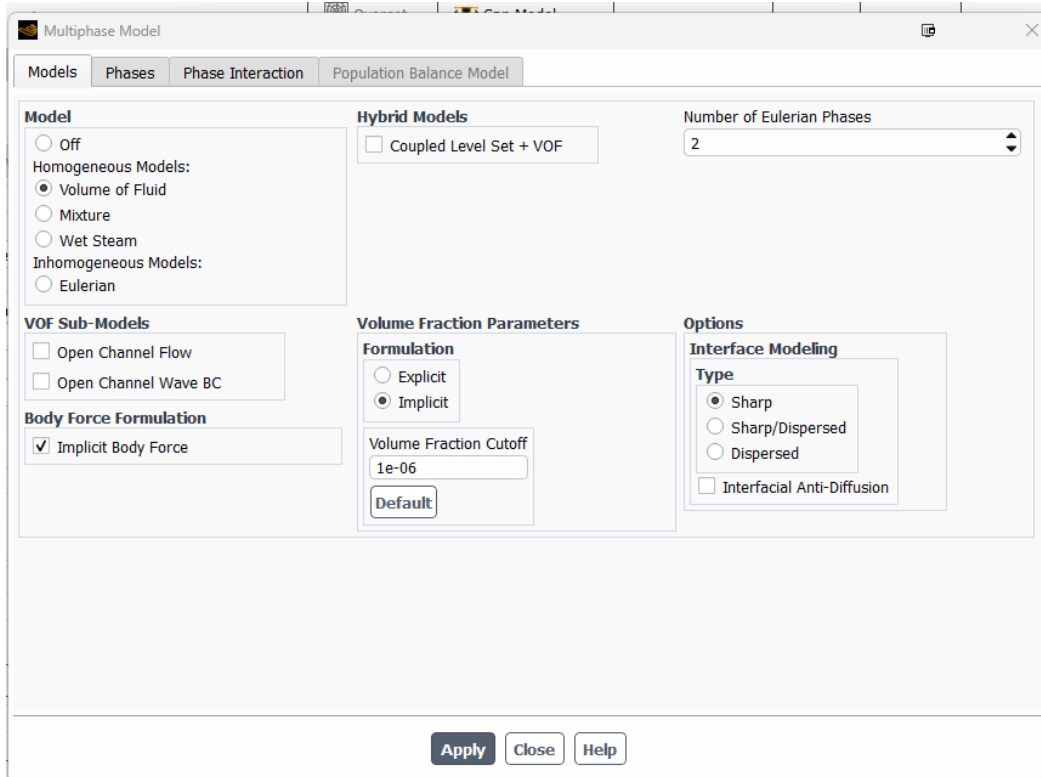 Multiphase Model
Models Phases Phase Interaction Population Balance Model
Model
Off
Homogeneous Models:
Volume of Fluid
Mixture
Wet Steam
Inhomogeneous Models:
Eulerian
Hybrid Models
Coupled Level Set + VOF
Number of Eulerian Phases
2
VOF Sub-Models
Open Channel Flow
Open Channel Wave BC
Body Force Formulation
Implicit Body Force
Volume Fraction Parameters
Formulation
Explicit
Implicit
Volume Fraction Cutoff
1e-06
Default
Options
Interface Modeling
Type
Sharp
Sharp/Dispersed
Dispersed
Interfacial Anti-Diffusion
Apply Close Help